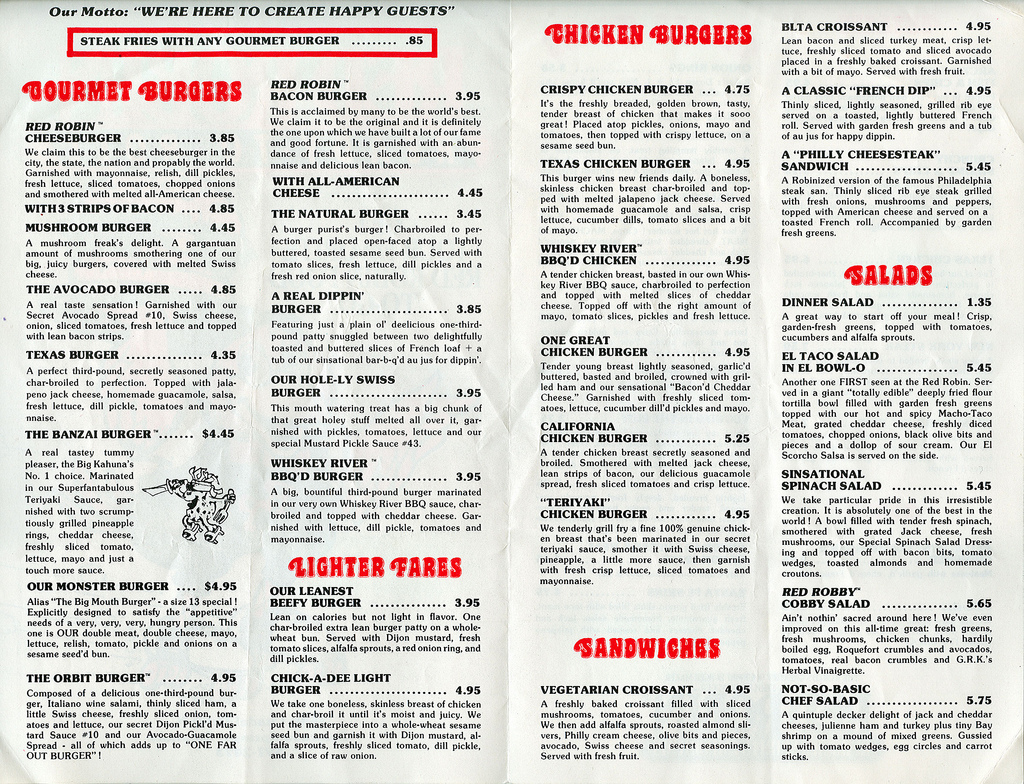 Our Motto: "WE'RE HERE TO CREATE HAPPY GUESTS"
STEAK FRIES WITH ANY GOURMET BURGER ......... .85
GOURMET BURGERS
RED ROBIN™
CHEESEBURGER .............. 3.85
We claim this to be the best cheeseburger in the
city, the state, the nation and propably the world.
Garnished with mayonnaise, relish, dill pickles,
fresh lettuce, sliced tomatoes, chopped onions
and smothered with melted all-American cheese.
WITH 3 STRIPS OF BACON .... 4.85
MUSHROOM BURGER ........ 4.45
A mushroom freak's delight. A gargantuan
amount of mushrooms smothering one of our
big, juicy burgers, covered with melted Swiss
cheese.
THE AVOCADO BURGER ..... 4.85
A real taste sensation! Garnished with our
Secret Avocado Spread #10, Swiss cheese,
onion, sliced tomatoes, fresh lettuce and topped
with lean bacon strips.
TEXAS BURGER .............. 4.35
A perfect third-pound, secretly seasoned patty,
char-broiled to perfection. Topped with jala-
peno jack cheese, homemade guacamole, salsa,
fresh lettuce, dill pickle, tomatoes and mayo-
nnaise.
THE BANZAI BURGER™....... $4.45
A real tastey tummy
pleaser, the Big Kahuna's
No. 1 choice. Marinated
in our Superfantabulous
Teriyaki Sauce, gar-
nished with two scrump-
tiously grilled pineapple
rings, cheddar cheese,
freshly sliced tomato,
lettuce, mayo and just a
touch more sauce.
OUR MONSTER BURGER .... $4.95
Alias "The Big Mouth Burger" - a size 13 special!
Explicitly designed to satisfy the "appetitive"
needs of a very, very, very, hungry person. This
one is OUR double meat, double cheese, mayo,
lettuce, relish, tomato, pickle and onions on a
sesame seed'd bun.
THE ORBIT BURGER™ ........ 4.95
Composed of a delicious one-third-pound bur-
ger, Italiano wine salami, thinly sliced ham, a
little Swiss cheese, freshly sliced onion, tom-
atoes and lettuce, our secret Dijon Pickl'd Mus-
tard Sauce #10 and our Avocado-Guacamole
Spread - all of which adds up to "ONE FAR
OUT BURGER"!
RED ROBIN™
BACON BURGER .............. 3.95
This is acclaimed by many to be the world's best.
We claim it to be the original and it is definitely
the one upon which we have built a lot of our fame
and good fortune. It is garnished with an abun-
dance of fresh lettuce, sliced tomatoes, mayo-
nnaise and delicious lean bacon.
WITH ALL-AMERICAN
CHEESE ....................... 4.45
THE NATURAL BURGER ...... 3.45
A burger purist's burger! Charbroiled to per-
fection and placed open-faced atop a lightly
buttered, toasted sesame seed bun. Served with
tomato slices, fresh lettuce, dill pickles and a
fresh red onion slice, naturally.
A REAL DIPPIN'
BURGER ....................... 3.85
Featuring just a plain ol' deelicious one-third-
pound patty snuggled between two delightfully
toasted and buttered slices of French loaf + a
tub of our sinsational bar-b-q'd au jus for dippin'.
OUR HOLE-LY SWISS
BURGER ....................... 3.95
This mouth watering treat has a big chunk of
that great holey stuff melted all over it, gar-
nished with pickles, tomatoes, lettuce and our
special Mustard Pickle Sauce #43.
WHISKEY RIVER™
BBQ'D BURGER ............... 3.95
A big, bountiful third-pound burger marinated
in our very own Whiskey River BBQ sauce, char-
broiled and topped with cheddar cheese. Gar-
nished with lettuce, dill pickle, tomatoes and
mayonnaise.
LIGHTER FARES
OUR LEANEST
BEEFY BURGER .............. 3.95
Lean on calories but not light in flavor. One
char-broiled extra lean burger patty on a whole-
wheat bun. Served with Dijon mustard, fresh
tomato slices, alfalfa sprouts, a red onion ring, and
dill pickles.
CHICK-A-DEE LIGHT
BURGER ....................... 4.95
We take one boneless, skinless breast of chicken
and char-broil it until it's moist and juicy. We
put the masterpiece into a whole-wheat sesame
seed bun and garnish it with Dijon mustard, al-
falfa sprouts, freshly sliced tomato, dill pickle,
and a slice of raw onion.
CHICKEN BURGERS
CRISPY CHICKEN BURGER ... 4.75
It's the freshly breaded, golden brown, tasty,
tender breast of chicken that makes it sooo
great! Placed atop pickles, onions, mayo and
tomatoes, then topped with crispy lettuce, on a
sesame seed bun.
TEXAS CHICKEN BURGER ... 4.95
This burger wins new friends daily. A boneless,
skinless chicken breast char-broiled and top-
ped with melted jalapeno jack cheese. Served
with homemade guacamole and salsa, crisp
lettuce, cucumber dills, tomato slices and a bit
of mayo.
WHISKEY RIVER™
BBQ'D CHICKEN ............. 4.95
A tender chicken breast, basted in our own Whis-
key River BBQ sauce, charbroiled to perfection
and topped with melted slices of cheddar
cheese. Topped off with the right amount of
mayo, tomato slices, pickles and fresh lettuce.
ONE GREAT
CHICKEN BURGER ............ 4.95
Tender young breast lightly seasoned, garlic'd
buttered, basted and broiled, crowned with gril-
led ham and our sensational "Bacon'd Cheddar
Cheese." Garnished with freshly sliced tom-
atoes, lettuce, cucumber dill'd pickles and mayo.
CALIFORNIA
CHICKEN BURGER ............ 5.25
A tender chicken breast secretly seasoned and
broiled. Smothered with melted jack cheese,
lean strips of bacon, our delicious guacamole
spread, fresh sliced tomatoes and crisp lettuce.
"TERIYAKI"
CHICKEN BURGER ............ 4.95
We tenderly grill fry a fine 100% genuine chick-
en breast that's been marinated in our secret
teriyaki sauce, smother it with Swiss cheese,
pineapple, a little more sauce, then garnish
with fresh crisp lettuce, sliced tomatoes and
mayonnaise.
SANDWICHES
VEGETARIAN CROISSANT ... 4.95
A freshly baked croissant filled with sliced
mushrooms, tomatoes, cucumber and onions.
We then add alfalfa sprouts, roasted almond sli-
vers, Philly cream cheese, olive bits and pieces,
avocado, Swiss cheese and secret seasonings.
Served with fresh fruit.
BLTA CROISSANT ............ 4.95
Lean bacon and sliced turkey meat, crisp let-
tuce, freshly sliced tomato and sliced avocado
placed in a freshly baked croissant. Garnished
with a bit of mayo. Served with fresh fruit.
A CLASSIC "FRENCH DIP" ... 4.95
Thinly sliced, lightly seasoned, grilled rib eye
served on a toasted, lightly buttered French
roll. Served with garden fresh greens and a tub
of au jus for happy dippin.
A "PHILLY CHEESESTEAK"
SANDWICH ................... 5.45
A Robinized version of the famous Philadelphia
steak san. Thinly sliced rib eye steak grilled
with fresh onions, mushrooms and peppers,
topped with American cheese and served on a
toasted French roll. Accompanied by garden
fresh greens.
SALADS
DINNER SALAD .............. 1.35
A great way to start off your meal! Crisp,
garden-fresh greens, topped with tomatoes,
cucumbers and alfalfa sprouts.
EL TACO SALAD
IN EL BOWL-O ............... 5.45
Another one FIRST seen at the Red Robin. Ser-
ved in a giant "totally edible" deeply fried flour
tortilla bowl filled with garden fresh greens
topped with our hot and spicy Macho-Taco
Meat, grated cheddar cheese, freshly diced
tomatoes, chopped onions, black olive bits and
pieces and a dollop of sour cream. Our El
Scorcho Salsa is served on the side.
SINSATIONAL
SPINACH SALAD ............. 5.45
We take particular pride in this irresistible
creation. It is absolutely one of the best in the
world! A bowl filled with tender fresh spinach,
smothered with grated Jack cheese, fresh
mushrooms, our Special Spinach Salad Dress-
ing and topped off with bacon bits, tomato
wedges, toasted almonds and homemade
croutons.
RED ROBBY™
COBBY SALAD ................ 5.65
Ain't nothin' sacred around here! We've even
improved on this all-time great: fresh greens,
fresh mushrooms, chicken chunks, hardily
boiled egg, Roquefort crumbles and avocados,
tomatoes, real bacon crumbles and G.R.K.'s
Herbal Vinaigrette.
NOT-SO-BASIC
CHEF SALAD ................. 5.75
A quintuple decker delight of jack and cheddar
cheeses, julienne ham and turkey plus tiny Bay
shrimp on a mound of mixed greens. Gussied
up with tomato wedges, egg circles and carrot
sticks.